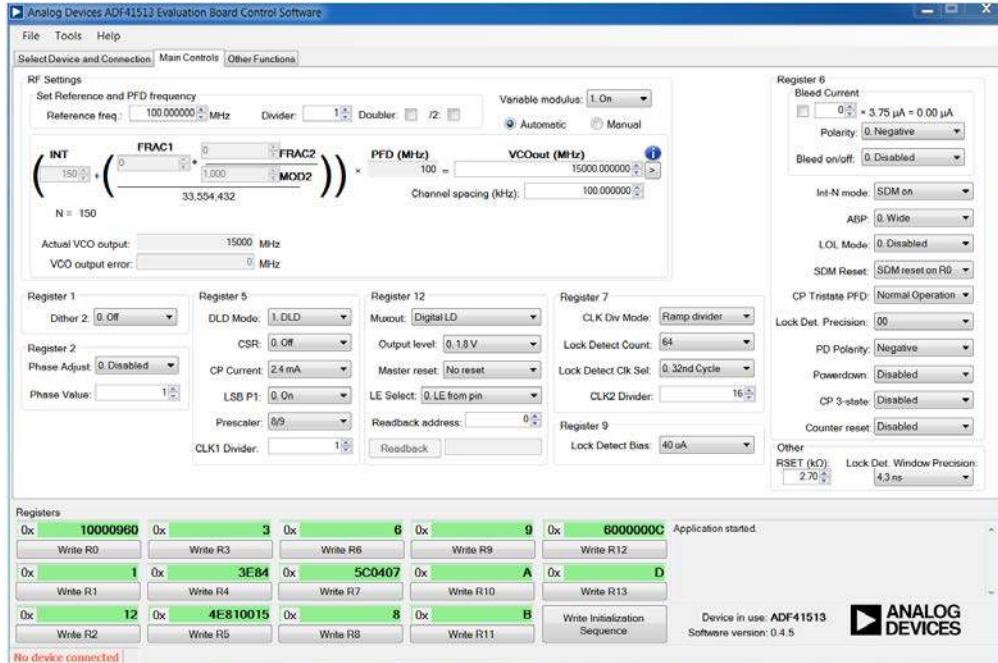 Analog Devices ADF41513 Evaluation Board Control Software
File Tools Help
Select Device and Connection Main Controls Other Functions
RF Settings
Set Reference and PFD frequency
Reference freq.: 100.000000 MHz Divider: 1 Doubler: /2:
Variable modulus: 1. On
Automatic Manual
INT 150 + ( FRAC1 0 + 0 FRAC2
1,000 MOD2
33,554,432
× PFD (MHz) 100 = VCOout (MHz) 15000.000000 >
Channel spacing (kHz): 100.000000
N = 150
Actual VCO output: 15000 MHz
VCO output error: 0 MHz
Register 1
Dither 2: 0. Off
Register 2
Phase Adjust: 0. Disabled
Phase Value: 1
Register 5
DLD Mode: 1. DLD
CSR: 0. Off
CP Current: 2.4 mA
LSB P1: 0. On
Prescaler: 8/9
CLK1 Divider: 1
Register 12
Muxout: Digital LD
Output level: 0. 1.8 V
Master reset: No reset
LE Select: 0. LE from pin
Readback address: 0
Readback
Register 7
CLK Div Mode: Ramp divider
Lock Detect Count: 64
Lock Detect Clk Sel: 0. 32nd Cycle
CLK2 Divider: 16
Register 9
Lock Detect Bias: 40 uA
Register 6
Bleed Current
0 × 3.75 µA = 0.00 µA
Polarity: 0. Negative
Bleed on/off: 0. Disabled
Int-N mode: SDM on
ABP: 0. Wide
LOL Mode: 0. Disabled
SDM Reset: SDM reset on R0
CP Tristate PFD: Normal Operation
Lock Det. Precision: 00
PD Polarity: Negative
Powerdown: Disabled
CP 3-state: Disabled
Counter reset: Disabled
Other
RSET (kΩ): 2.70
Lock Det. Window Precision: 4.3 ns
Registers
0x 10000960 0x 3 0x 6 0x 9 0x 6000000C
Write R0 Write R3 Write R6 Write R9 Write R12
0x 1 0x 3E84 0x 5C0407 0x A 0x D
Write R1 Write R4 Write R7 Write R10 Write R13
0x 12 0x 4E810015 0x 8 0x B
Write R2 Write R5 Write R8 Write R11 Write Initialization Sequence
Application started.
Device in use: ADF41513
Software version: 0.4.5
ANALOG DEVICES
No device connected